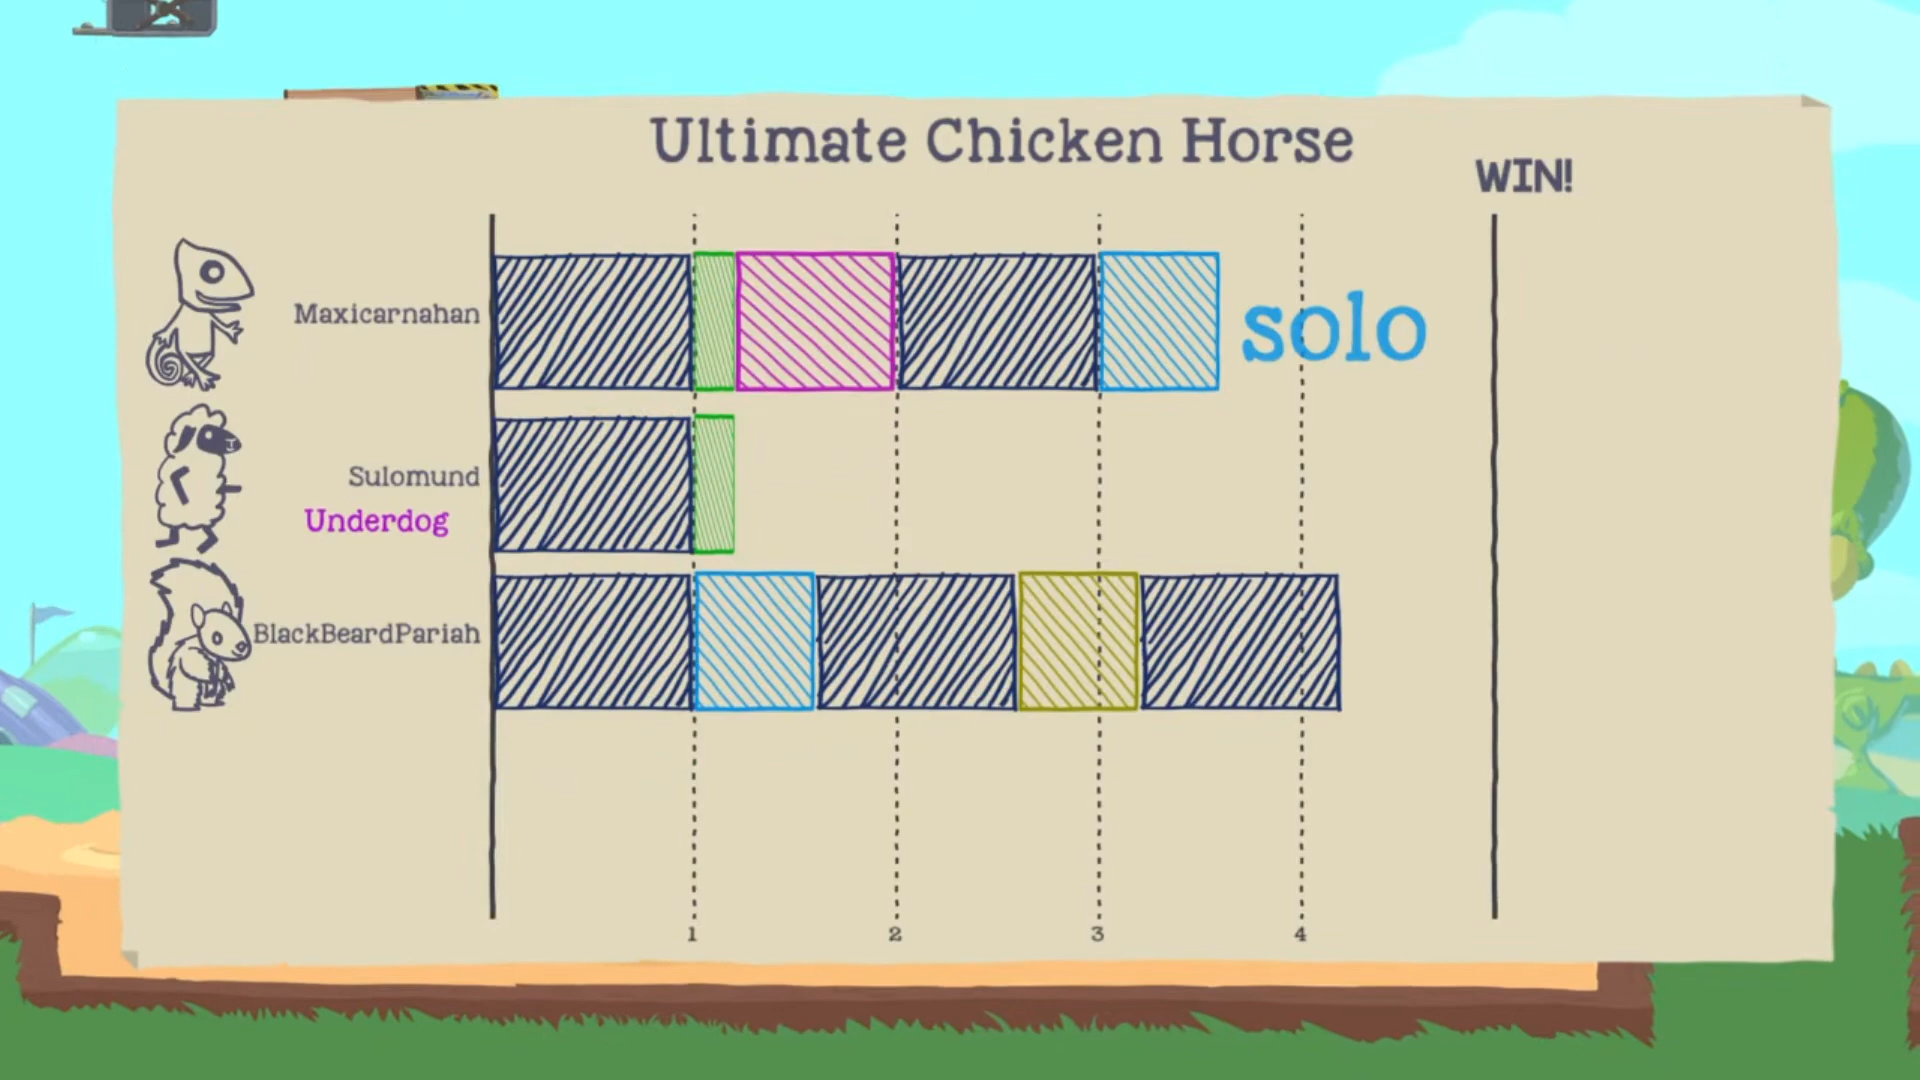 Ultimate Chicken Horse
WIN!
Maxicarnahan
solo
Sulomund
Underdog
BlackBeardPariah
1 2 3 4